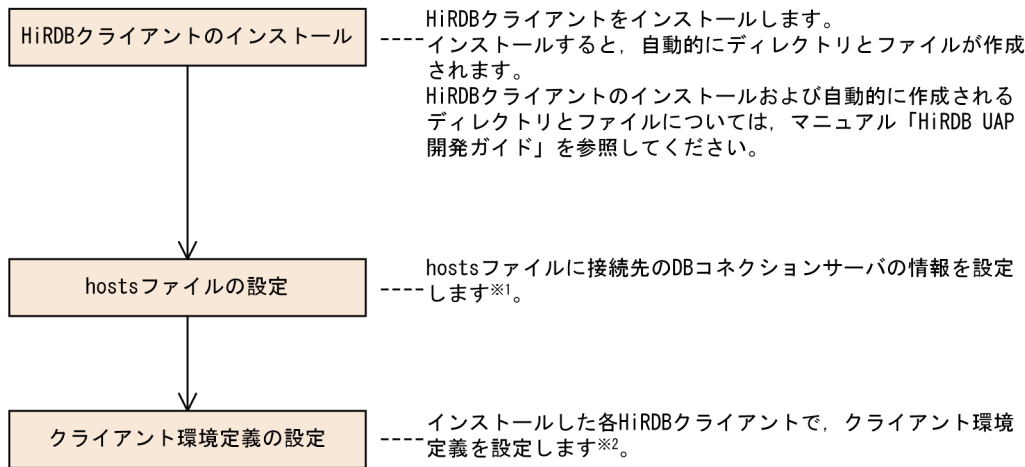 HiRDBクライアントのインストール
HiRDBクライアントをインストールします。
インストールすると，自動的にディレクトリとファイルが作成
されます。
HiRDBクライアントのインストールおよび自動的に作成される
ディレクトリとファイルについては，マニュアル「HiRDB UAP
開発ガイド」を参照してください。
hostsファイルの設定
hostsファイルに接続先のDBコネクションサーバの情報を設定
します※1。
クライアント環境定義の設定
インストールした各HiRDBクライアントで，クライアント環境
定義を設定します※2。